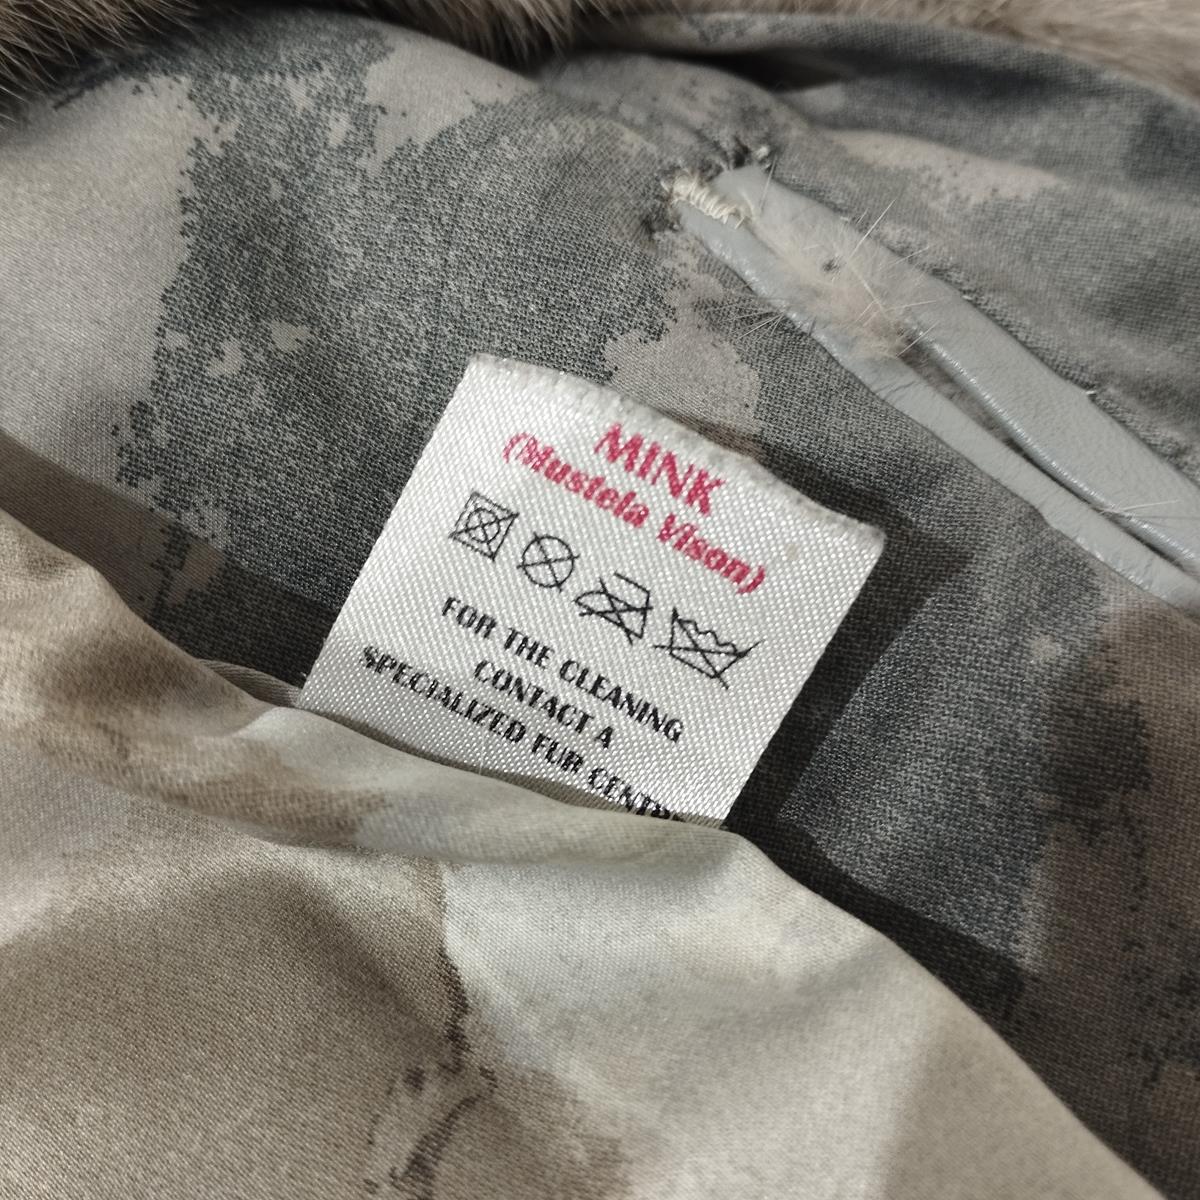 MINK
(Mustela Vison)
FOR THE CLEANING
CONTACT A
SPECIALIZED FUR